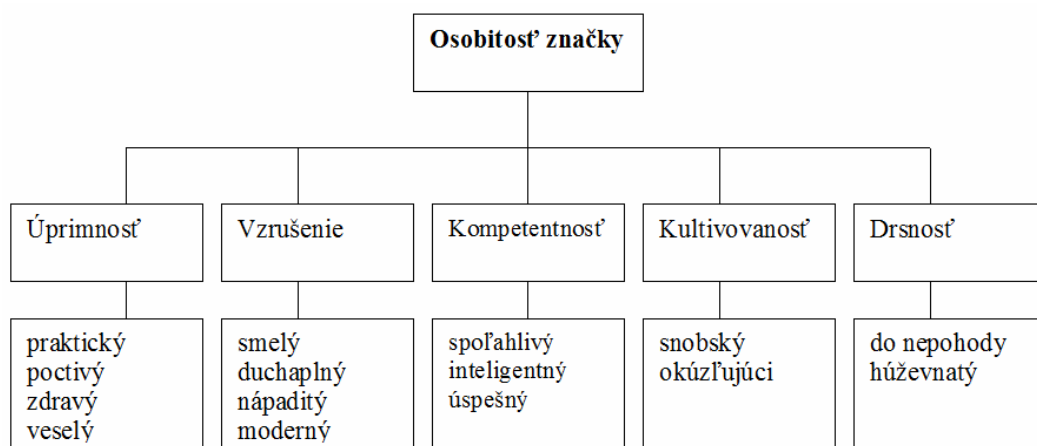 Osobitosť značky
Úprimnosť
Vzrušenie
Kompetentnosť
Kultivovanosť
Drsnosť
praktický
poctivý
zdravý
veselý
smelý
duchaplný
nápaditý
moderný
spoľahlivý
inteligentný
úspešný
snobský
okúzľujúci
do nepohody
húževnatý